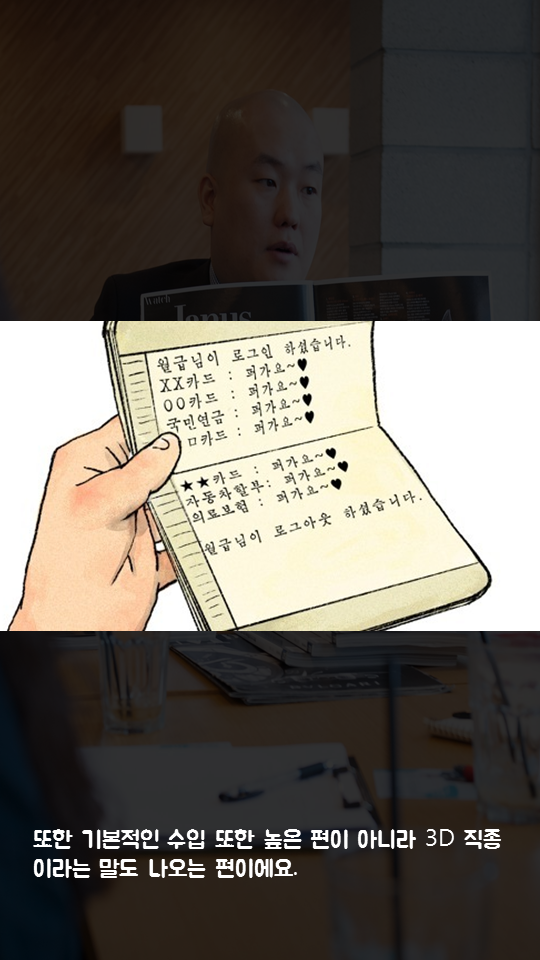 Watch
Janus
월급님이 로그인 하셨습니다.
XX카드 : 퍼가요~♥
OO카드 : 퍼가요~♥
국민연금 : 퍼가요~♥
ㅁ카드 : 퍼가요~♥
★★카드 : 퍼가요~♥
자동차할부: 퍼가요~♥
의료보험 : 퍼가요~♥
월급님이 로그아웃 하셨습니다.
BVLGARI
또한 기본적인 수입 또한 높은 편이 아니라 3D 직종
이라는 말도 나오는 편이에요.